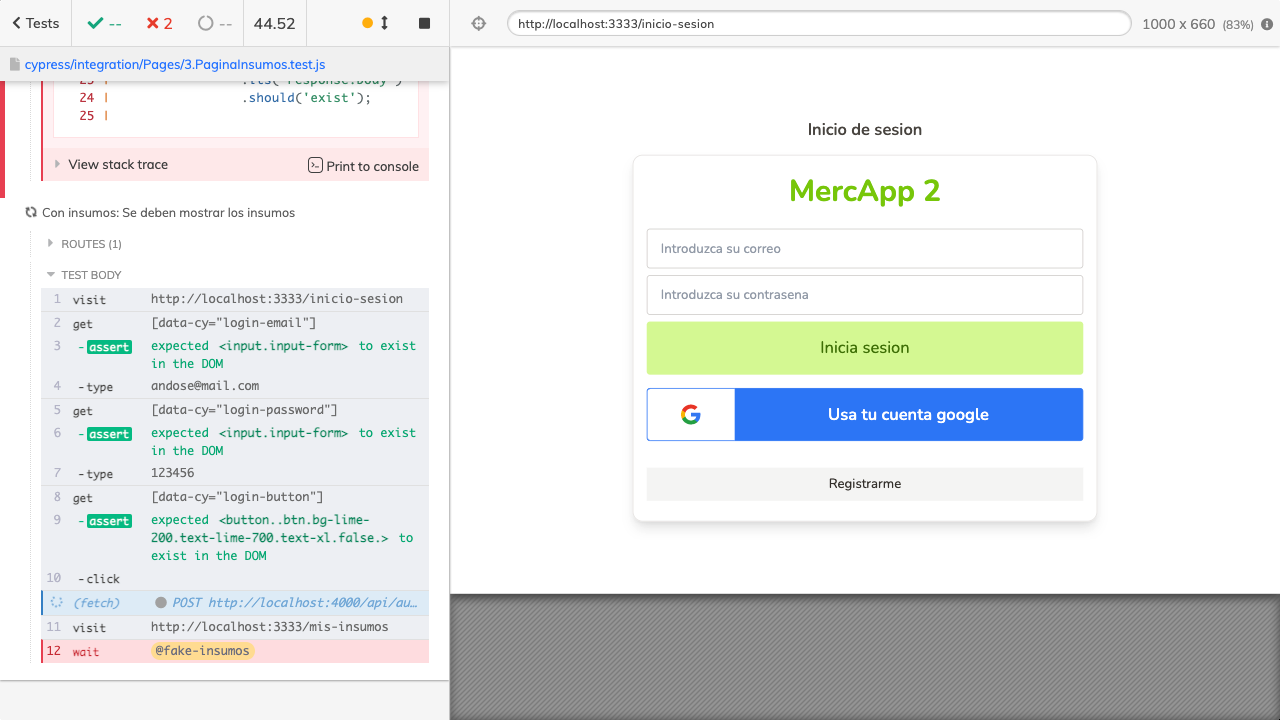 Tests
--
2
--
44.52
http://localhost:3333/inicio-sesion
1000 x 660 (83%)
cypress/integration/Pages/3.PaginaInsumos.test.js
23 | .its('response.body')
24 | .should('exist');
25 |
View stack trace
Print to console
Con insumos: Se deben mostrar los insumos
ROUTES (1)
TEST BODY
1 visit http://localhost:3333/inicio-sesion
2 get [data-cy="login-email"]
3 -assert expected <input.input-form> to exist
in the DOM
4 -type andose@mail.com
5 get [data-cy="login-password"]
6 -assert expected <input.input-form> to exist
in the DOM
7 -type 123456
8 get [data-cy="login-button"]
9 -assert expected <button..btn.bg-lime-
200.text-lime-700.text-xl.false.> to
exist in the DOM
10 -click
(fetch) POST http://localhost:4000/api/au…
11 visit http://localhost:3333/mis-insumos
12 wait @fake-insumos
Inicio de sesion
MercApp 2
Introduzca su correo
Introduzca su contrasena
Inicia sesion
Usa tu cuenta google
Registrarme